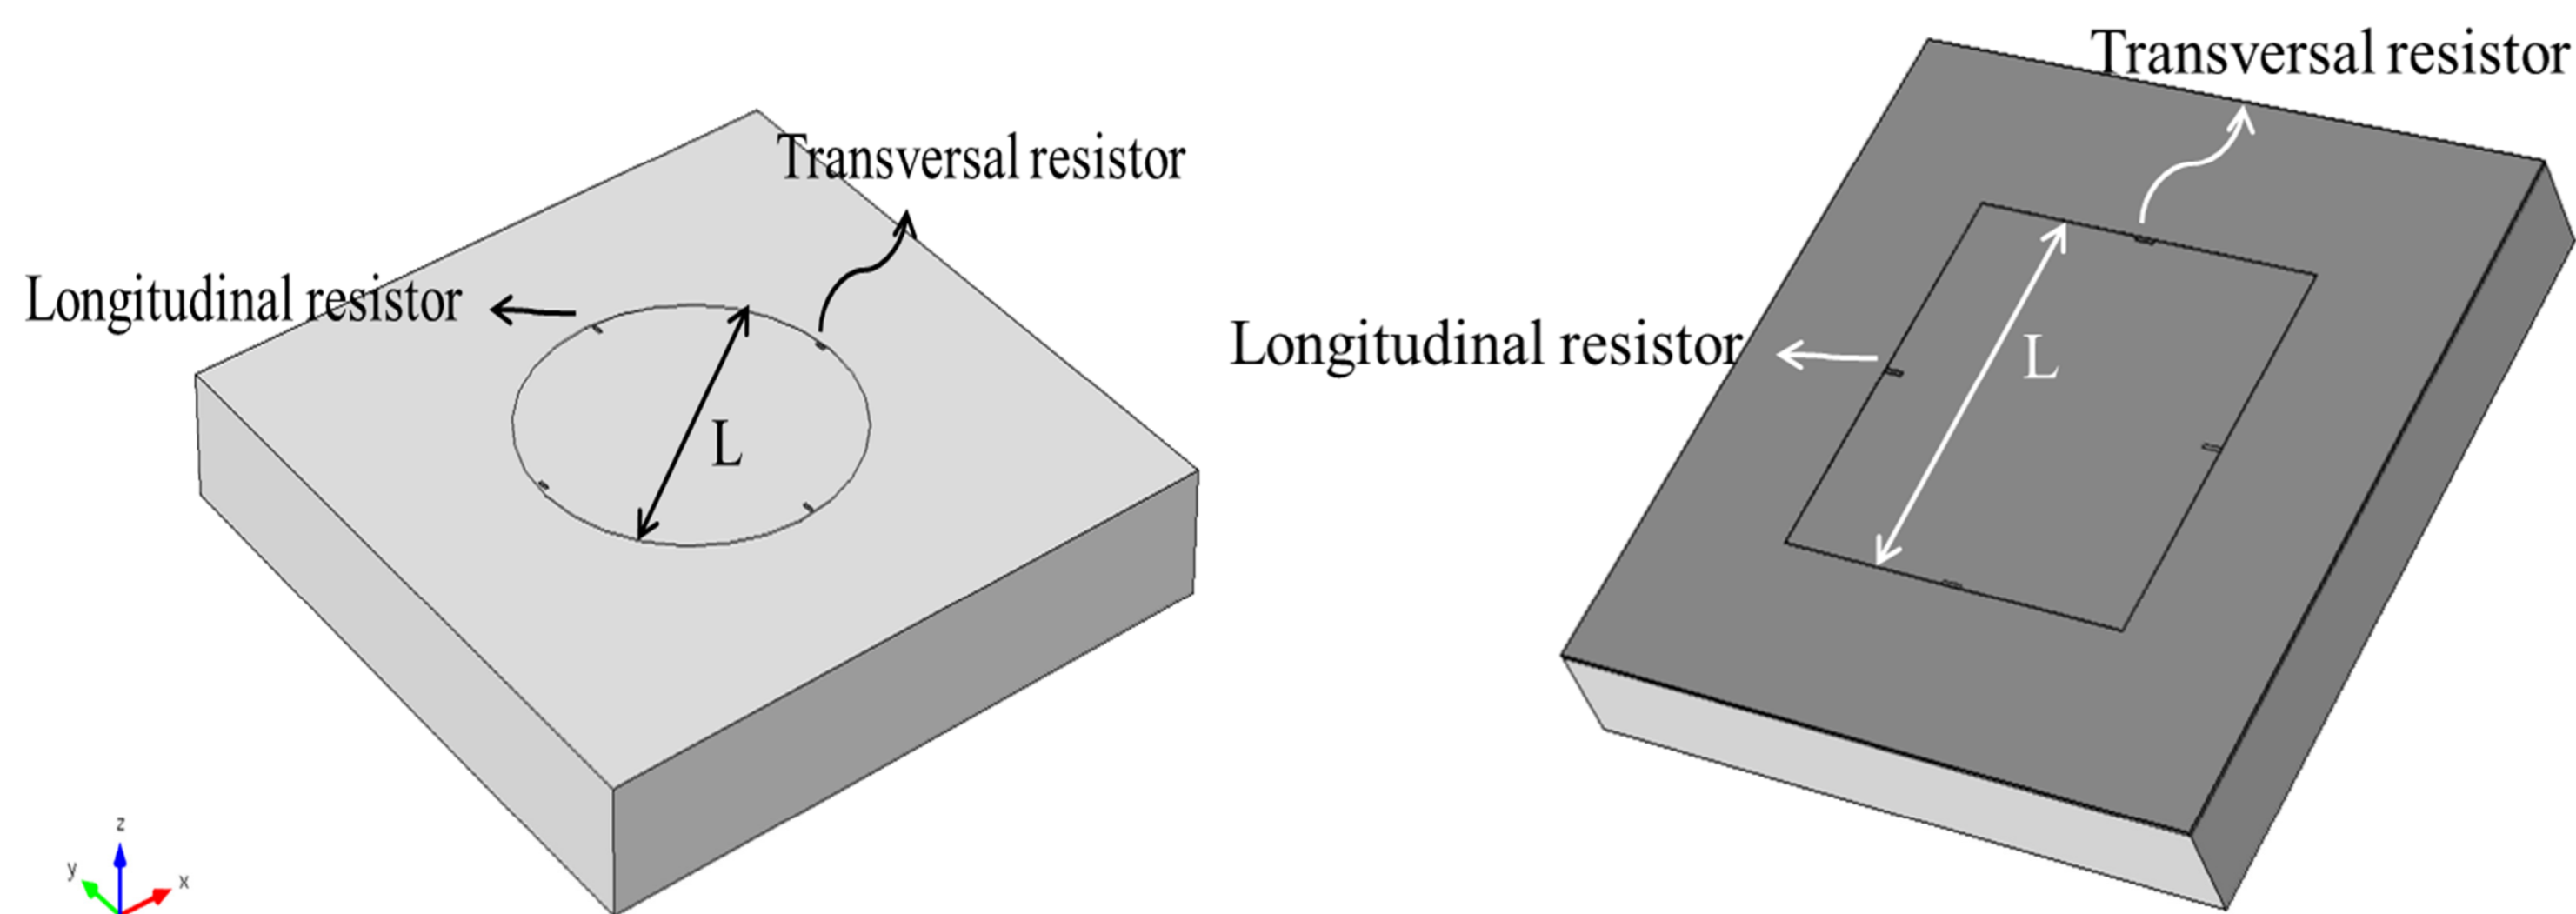 Transversal resistor
Longitudinal resistor
L
z
y
x
Transversal resistor
Longitudinal resistor
L